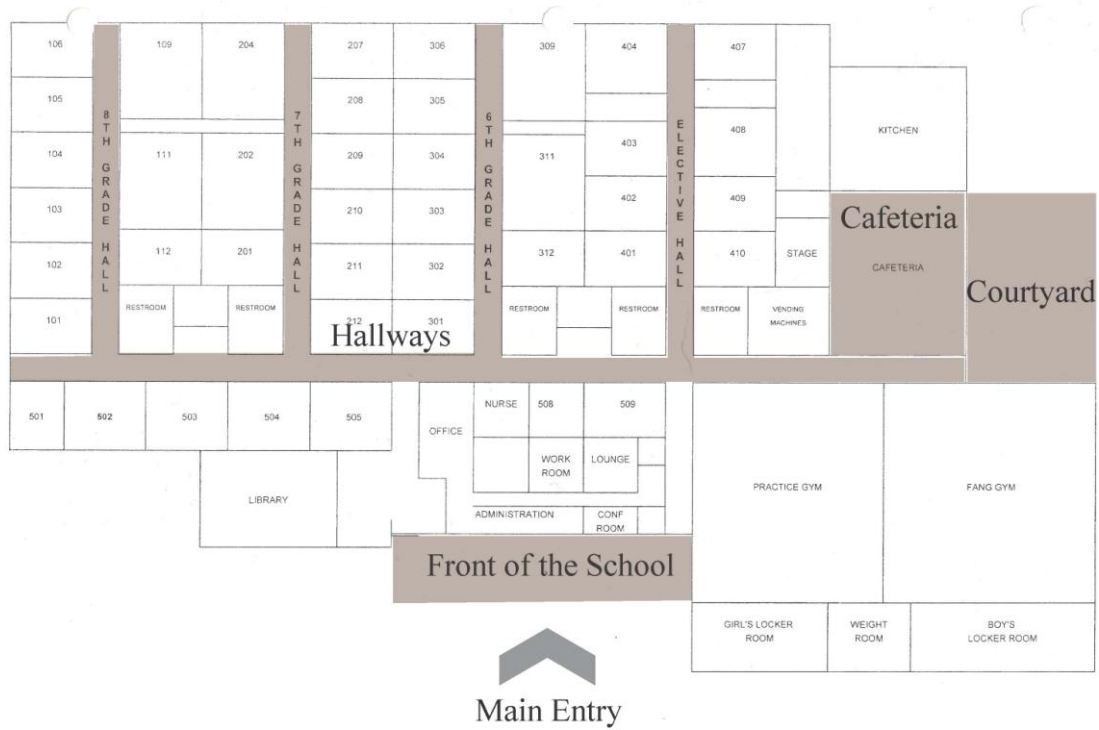 106
109
204
207
306
309
404
407
105
208
305
KITCHEN
8TH GRADE HALL
7TH GRADE HALL
6TH GRADE HALL
ELECTIVE HALL
104
111
202
209
304
311
403
408
103
210
303
402
409
Cafeteria
102
112
201
211
302
312
401
410
STAGE
CAFETERIA
Courtyard
101
RESTROOM
RESTROOM
212
301
RESTROOM
RESTROOM
RESTROOM
VENDING
MACHINES
Hallways
501
502
503
504
505
OFFICE
NURSE
508
509
WORK
ROOM
LOUNGE
LIBRARY
PRACTICE GYM
FANG GYM
ADMINISTRATION
CONF
ROOM
Front of the School
GIRL'S LOCKER
ROOM
WEIGHT
ROOM
BOY'S
LOCKER ROOM
Main Entry